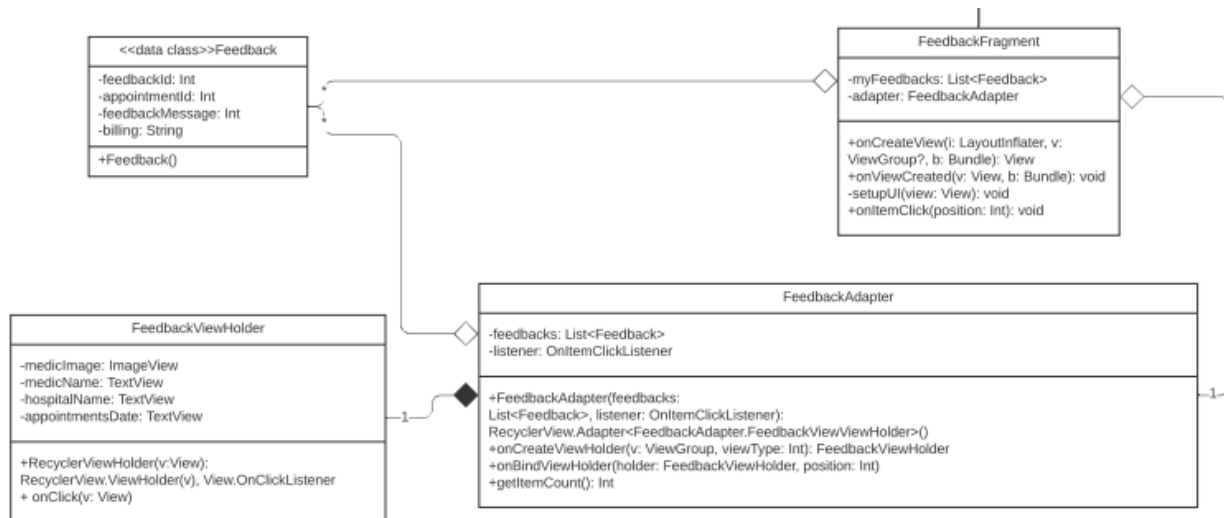 <<data class>>Feedback
-feedbackId: Int
-appointmentId: Int
-feedbackMessage: Int
-billing: String
+Feedback()
*
*
FeedbackFragment
-myFeedbacks: List<Feedback>
-adapter: FeedbackAdapter
+onCreateView(i: LayoutInflater, v:
ViewGroup?, b: Bundle): View
+onViewCreated(v: View, b: Bundle): void
-setupUI(view: View): void
+onItemClick(position: Int): void
FeedbackViewHolder
-medicImage: ImageView
-medicName: TextView
-hospitalName: TextView
-appointmentsDate: TextView
+RecyclerViewHolder(v:View):
RecyclerView.ViewHolder(v), View.OnClickListener
+ onClick(v: View)
1
FeedbackAdapter
-feedbacks: List<Feedback>
-listener: OnItemClickListener
+FeedbackAdapter(feedbacks:
List<Feedback>, listener: OnItemClickListener):
RecyclerView.Adapter<FeedbackAdapter.FeedbackViewViewHolder>()
+onCreateViewHolder(v: ViewGroup, viewType: Int): FeedbackViewHolder
+onBindViewHolder(holder: FeedbackViewHolder, position: Int)
+getItemCount(): Int
1